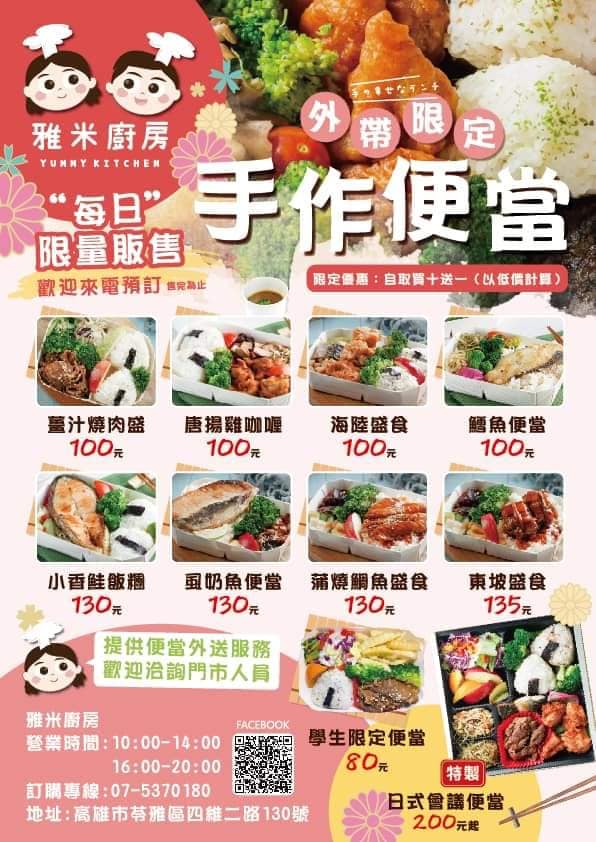 雅米廚房
YUMMY KITCHEN
手の幸せなランチ
外帶限定
手作便當
“每日”
限量販售
歡迎來電預訂 售完為止
限定優惠：自取買十送一（以低價計算）
薑汁燒肉盛
100元
唐揚雞咖喱
100元
海陸盛食
100元
鱈魚便當
100元
小香鮭飯糰
130元
虱奶魚便當
130元
蒲燒鯛魚盛食
130元
東坡盛食
135元
提供便當外送服務
歡迎洽詢門市人員
雅米廚房
營業時間：10:00-14:00
16:00-20:00
訂購專線：07-5370180
地址：高雄市苓雅區四維二路130號
FACEBOOK
學生限定便當
80元
特製
日式會議便當
200元起